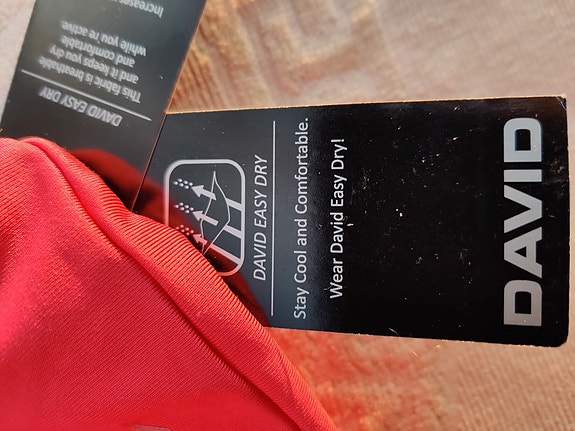 DAVID
Stay Cool and Comfortable.
Wear David Easy Dry!
DAVID EASY DRY
DAVID EASY DRY
This fabric is breathable
and it keeps you dry
and comfortable
while you're active.
Increases